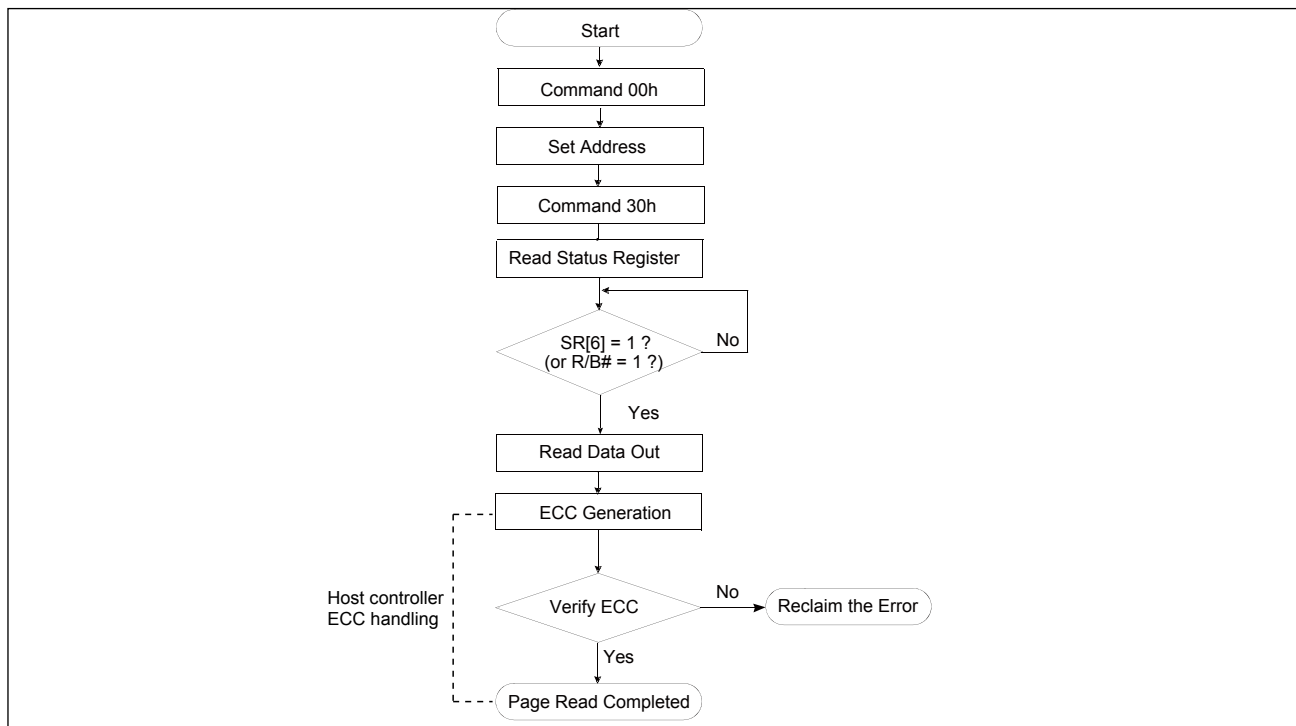 Start
Command 00h
Set Address
Command 30h
Read Status Register
SR[6] = 1 ?
(or R/B# = 1 ?)
No
Yes
Read Data Out
ECC Generation
Host controller
ECC handling
Verify ECC
No
Reclaim the Error
Yes
Page Read Completed